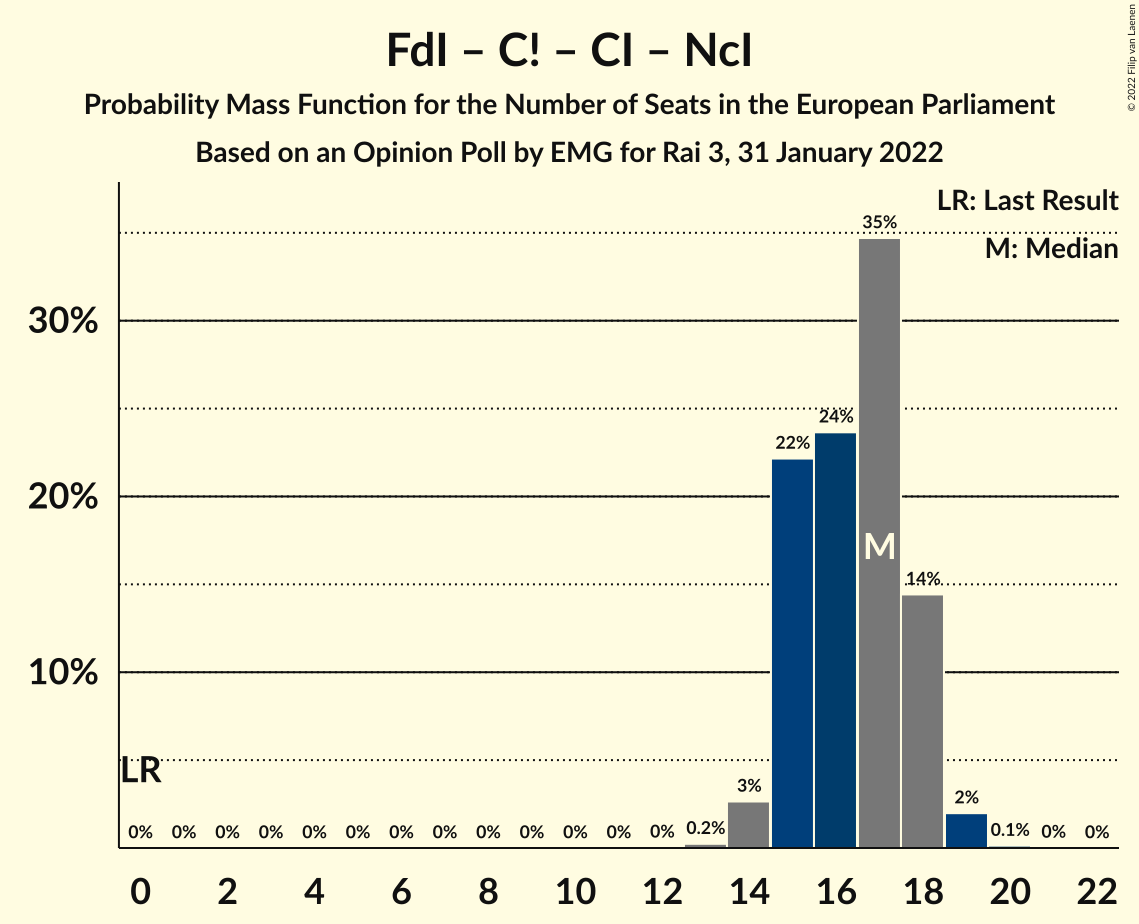 FdI – C! – CI – NcI
Probability Mass Function for the Number of Seats in the European Parliament
Based on an Opinion Poll by EMG for Rai 3, 31 January 2022
© 2022 Filip van Laenen
LR: Last Result
M: Median
35%
30%
24%
22%
20%
M
14%
10%
LR
3%
2%
0% 0% 0% 0% 0% 0% 0% 0% 0% 0% 0% 0% 0% 0.2% 0.1% 0% 0%
0 2 4 6 8 10 12 14 16 18 20 22